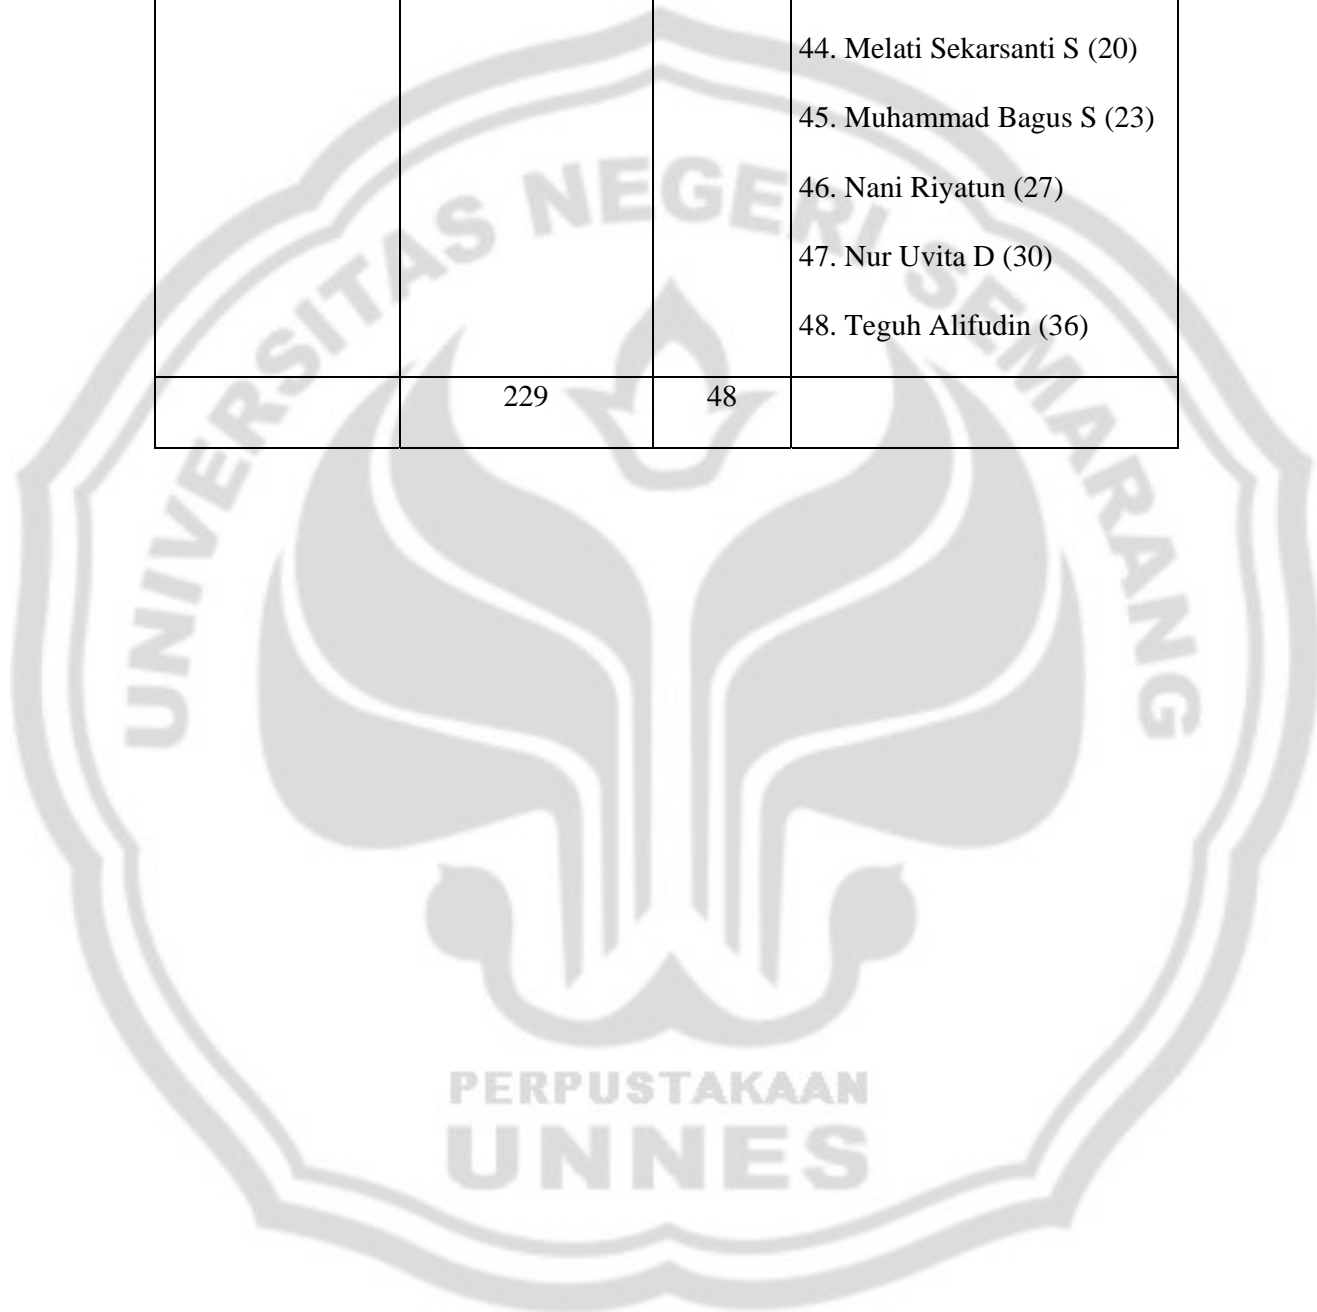 44. Melati Sekarsanti S (20)
45. Muhammad Bagus S (23)
46. Nani Riyatun (27)
47. Nur Uvita D (30)
48. Teguh Alifudin (36)
229 48
UNIVERSITAS NEGERI SEMARANG
PERPUSTAKAAN
UNNES